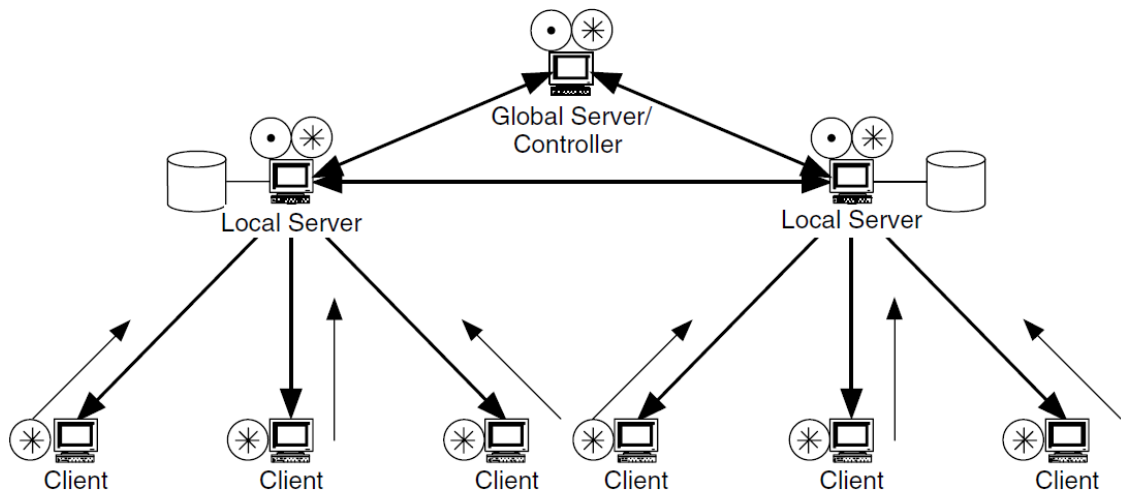 Global Server/
Controller
Local Server
Local Server
Client
Client
Client
Client
Client
Client